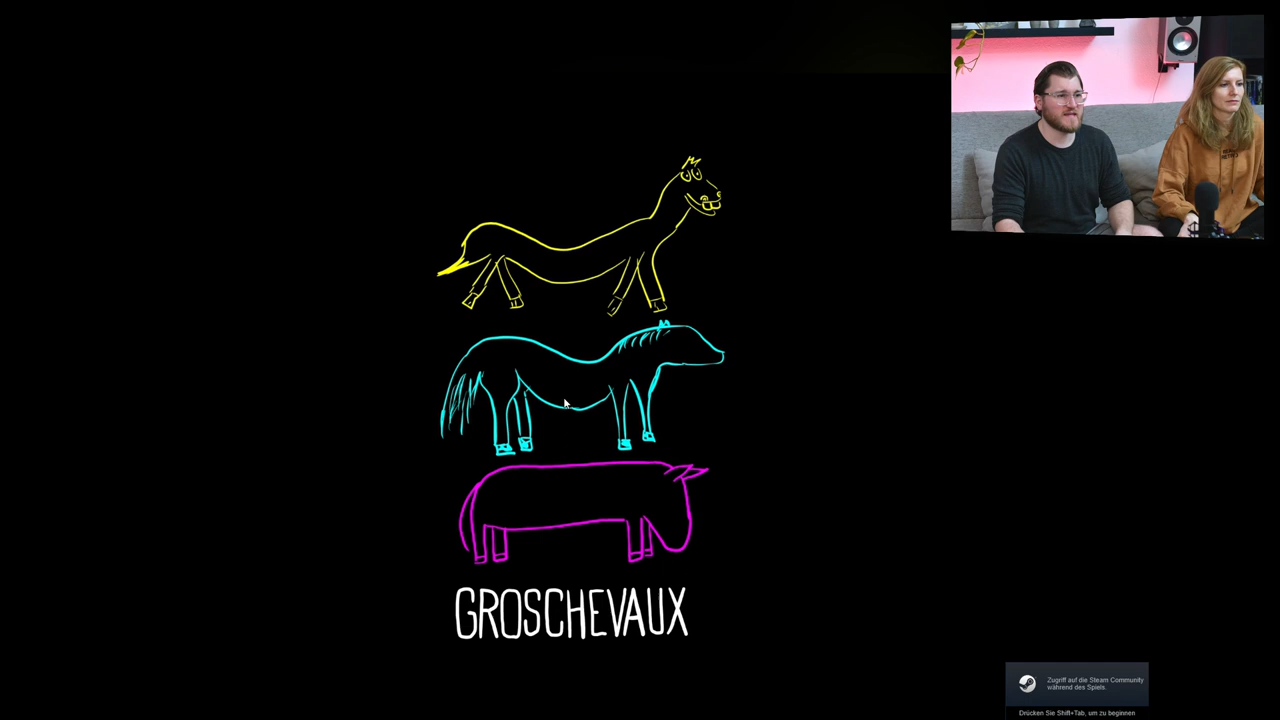 GROSCHEVAUX
Zugriff auf die Steam Community
während des Spiels.
Drücken Sie Shift+Tab, um zu beginnen